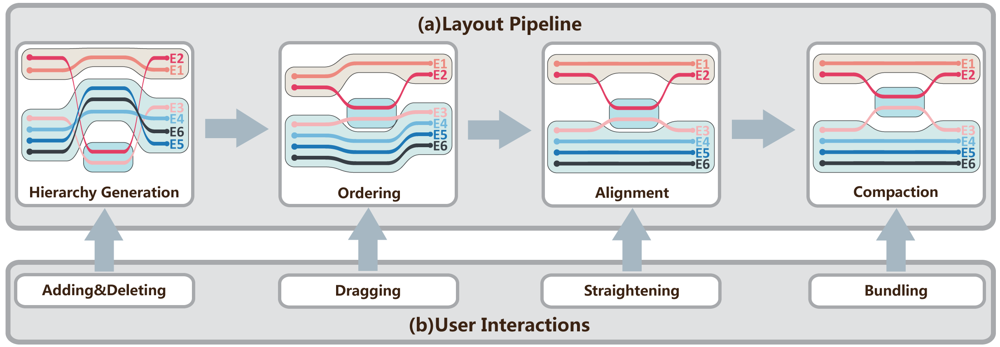 (a)Layout Pipeline
E2
E1
E3
E4
E6
E5
Hierarchy Generation
E1
E2
E3
E4
E5
E6
Ordering
E1
E2
E3
E4
E5
E6
Alignment
E1
E2
E3
E4
E5
E6
Compaction
Adding&Deleting
Dragging
Straightening
Bundling
(b)User Interactions